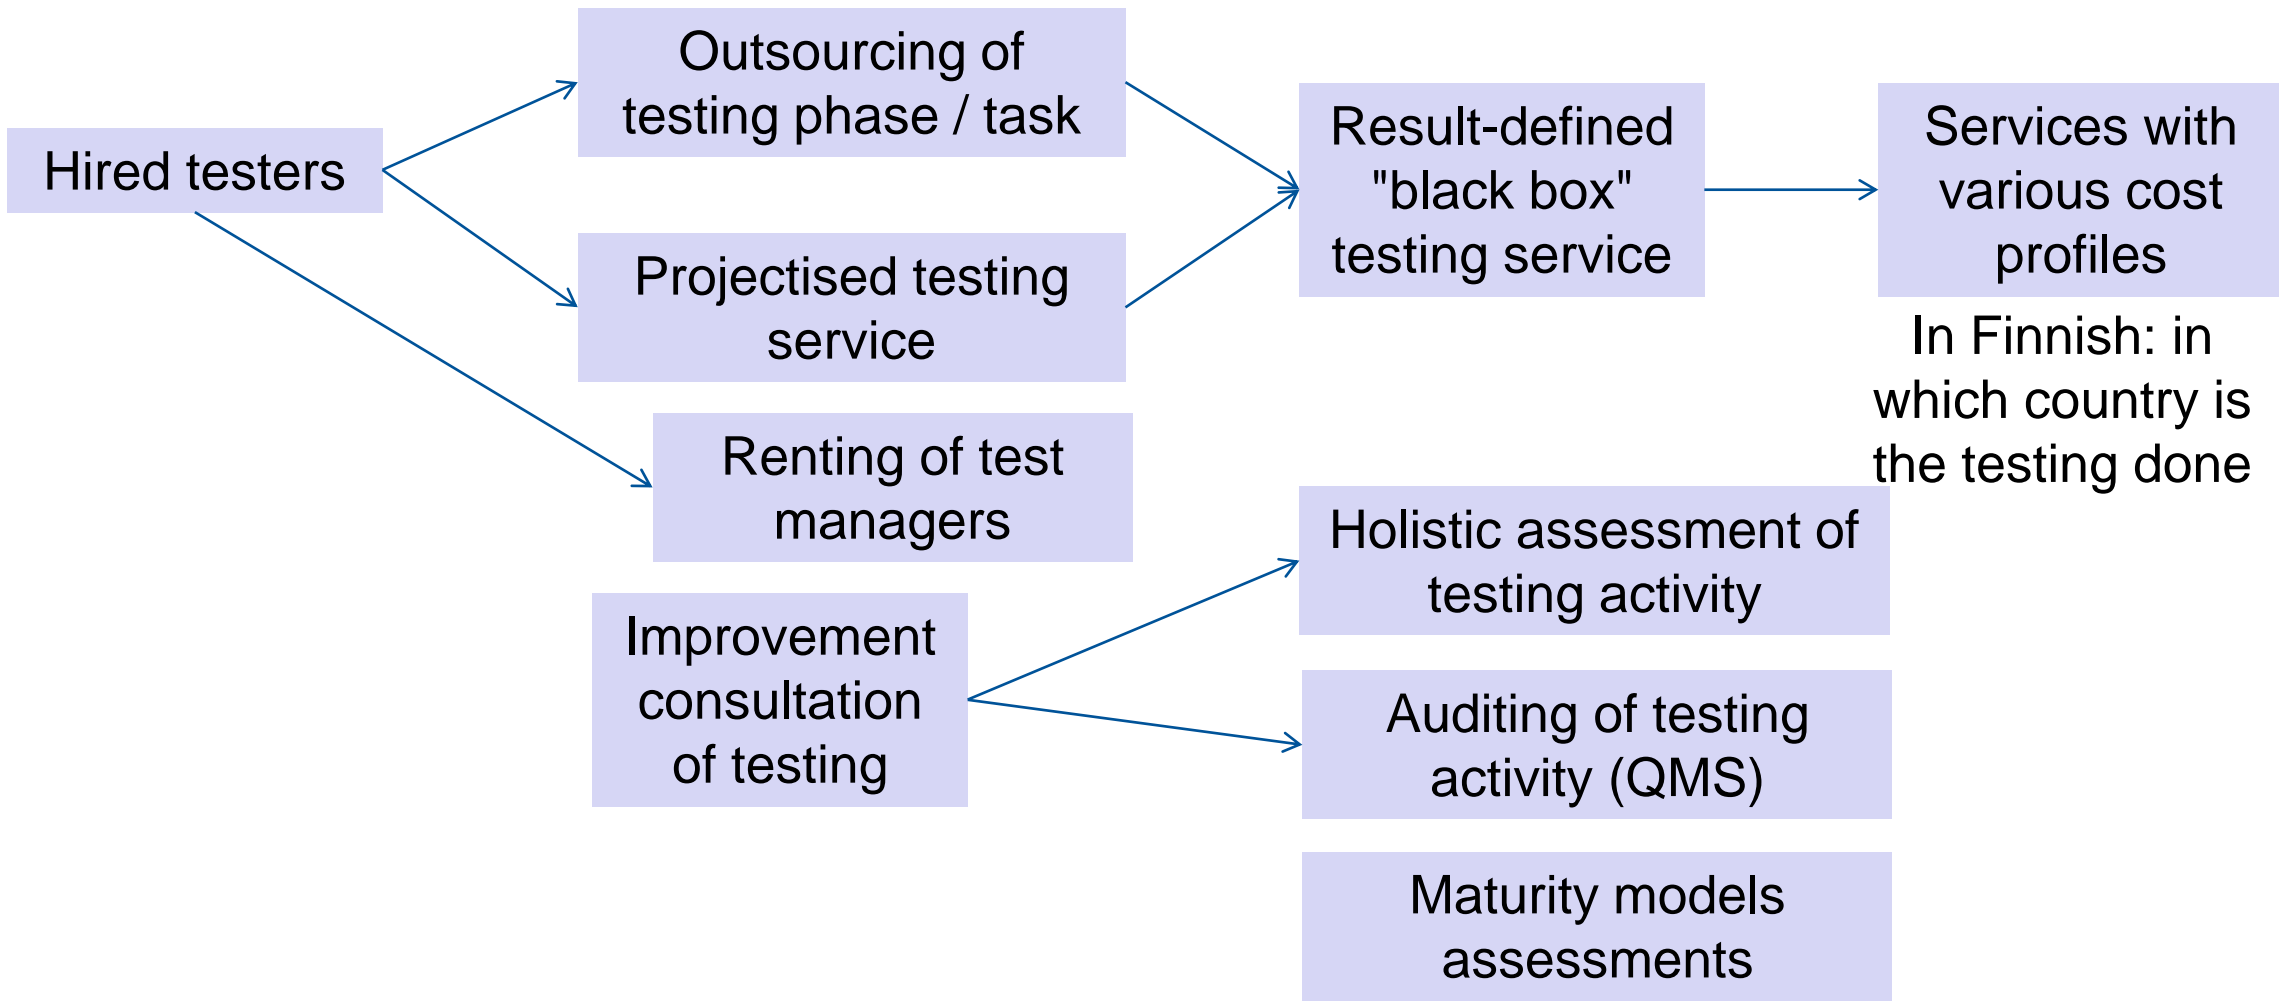 Hired testers
Outsourcing of
testing phase / task
Projectised testing
service
Renting of test
managers
Result-defined
"black box"
testing service
Services with
various cost
profiles
In Finnish: in
which country is
the testing done
Improvement
consultation
of testing
Holistic assessment of
testing activity
Auditing of testing
activity (QMS)
Maturity models
assessments